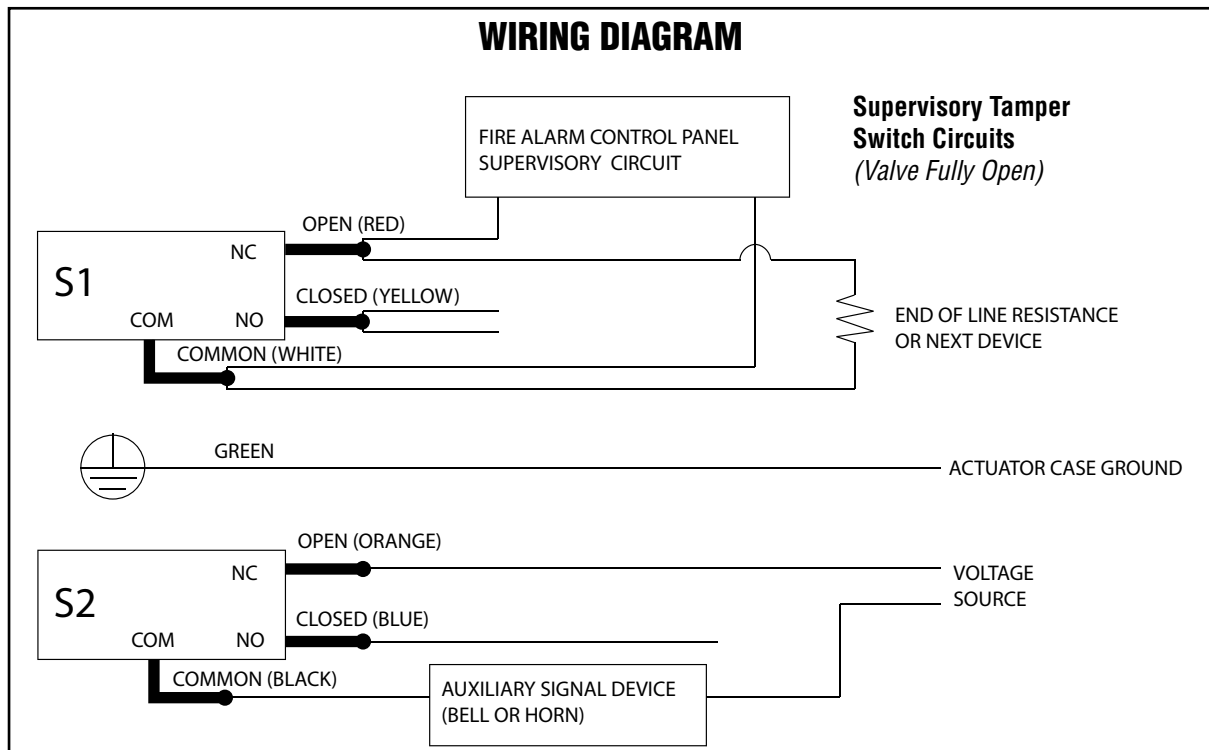 WIRING DIAGRAM
Supervisory Tamper
Switch Circuits
(Valve Fully Open)
FIRE ALARM CONTROL PANEL
SUPERVISORY CIRCUIT
OPEN (RED)
NC
S1
CLOSED (YELLOW)
COM
NO
COMMON (WHITE)
END OF LINE RESISTANCE
OR NEXT DEVICE
GREEN
ACTUATOR CASE GROUND
OPEN (ORANGE)
NC
S2
VOLTAGE
SOURCE
CLOSED (BLUE)
COM
NO
COMMON (BLACK)
AUXILIARY SIGNAL DEVICE
(BELL OR HORN)